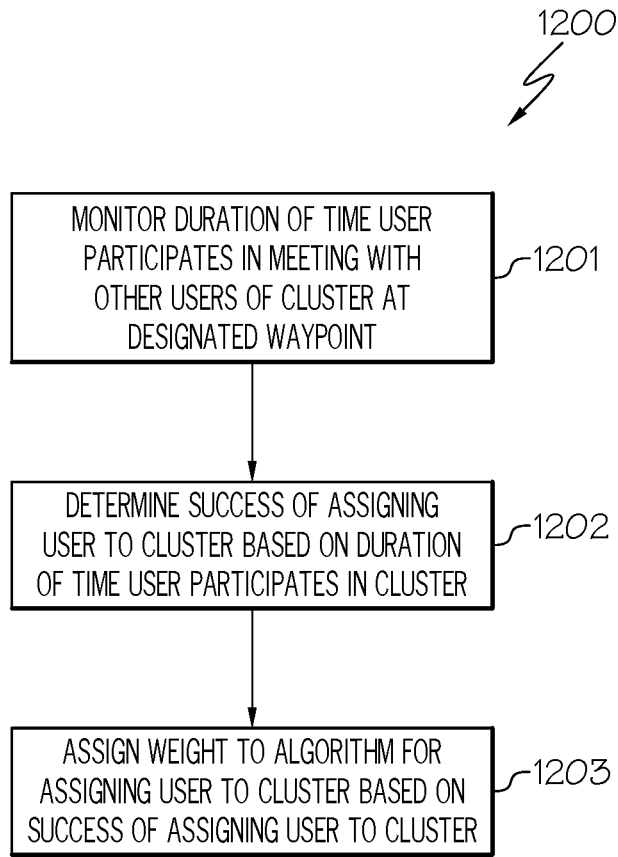 1200
MONITOR DURATION OF TIME USER
PARTICIPATES IN MEETING WITH
OTHER USERS OF CLUSTER AT
DESIGNATED WAYPOINT
1201
DETERMINE SUCCESS OF ASSIGNING
USER TO CLUSTER BASED ON DURATION
OF TIME USER PARTICIPATES IN CLUSTER
1202
ASSIGN WEIGHT TO ALGORITHM FOR
ASSIGNING USER TO CLUSTER BASED ON
SUCCESS OF ASSIGNING USER TO CLUSTER
1203